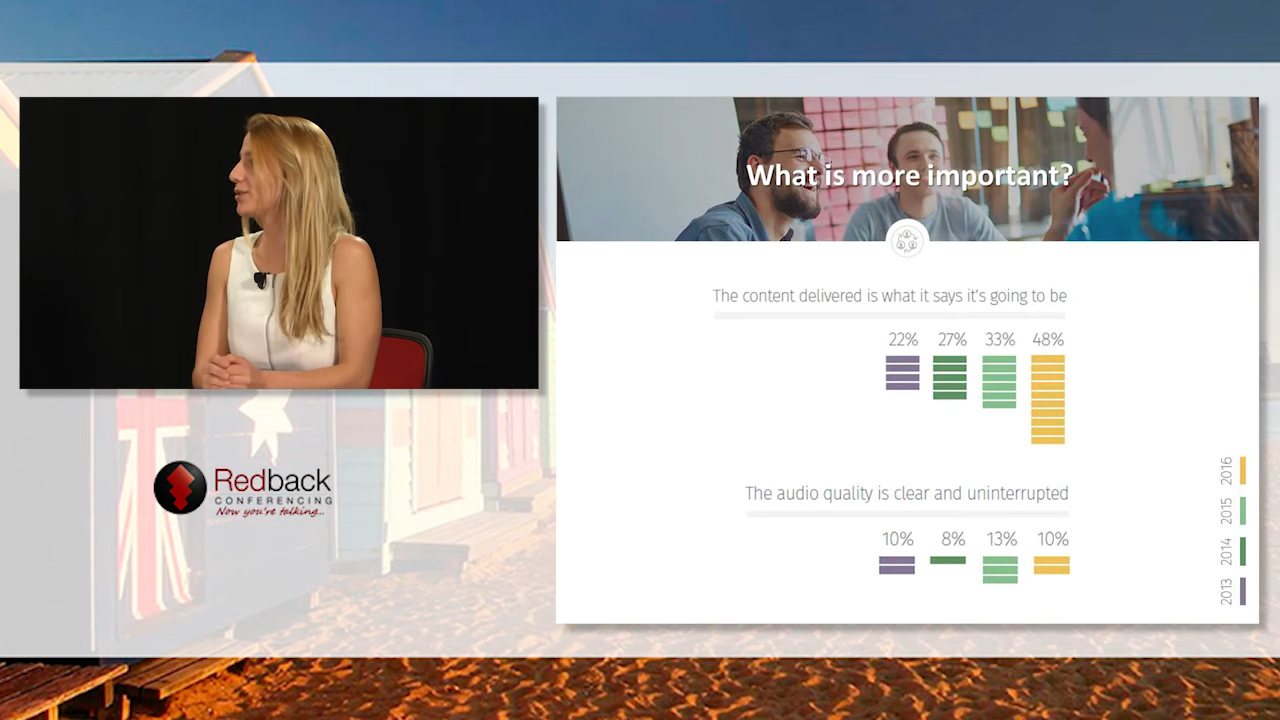 What is more important?
The content delivered is what it says it's going to be
22% 27% 33% 48%
The audio quality is clear and uninterrupted
10% 8% 13% 10%
2016
2015
2014
2013
Redback
CONFERENCING
Now you're talking...